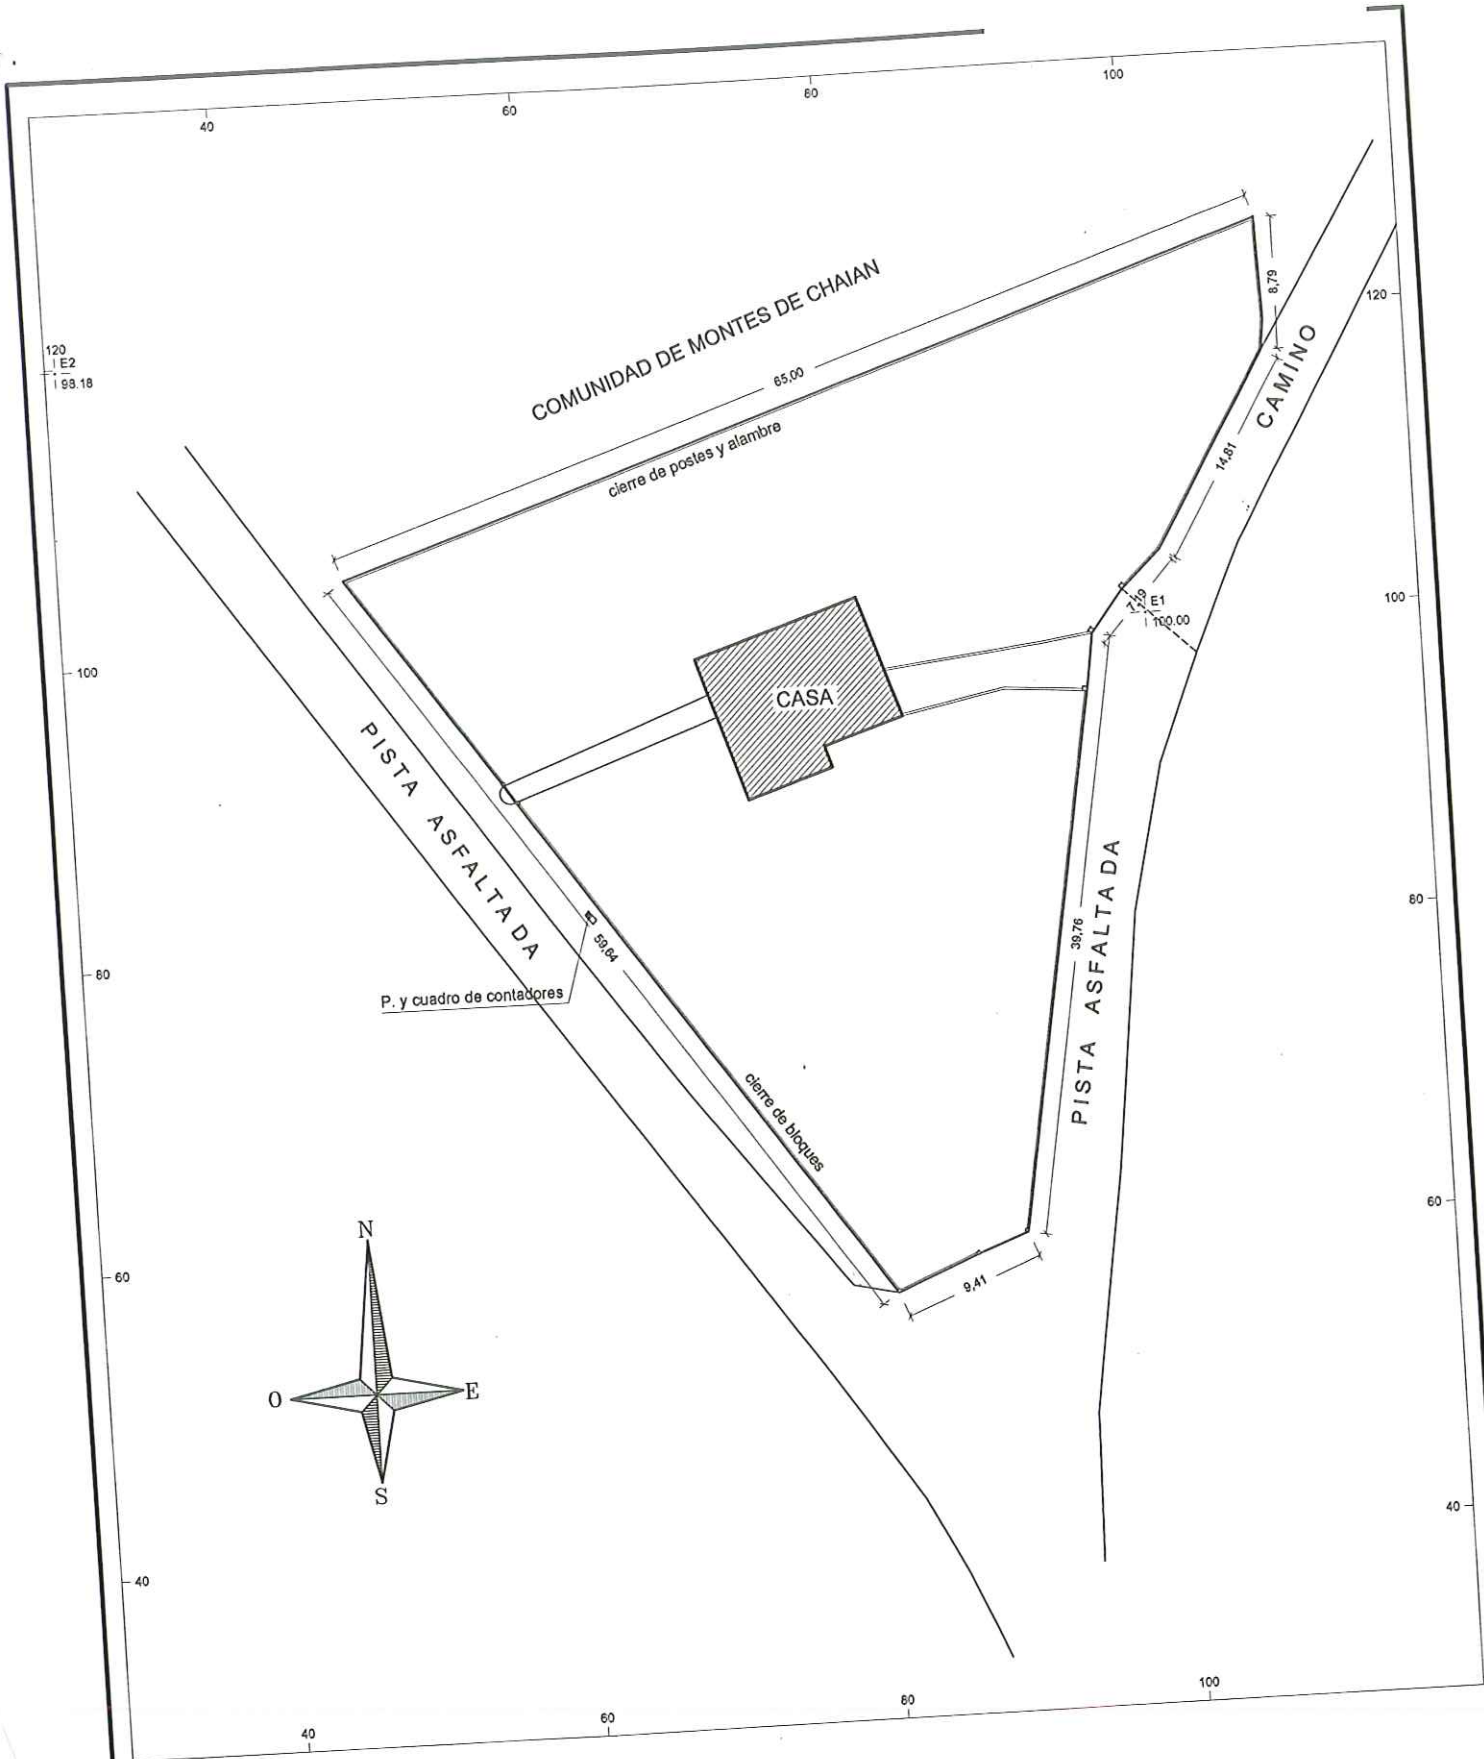 100
80
60
40
120
COMUNIDAD DE MONTES DE CHAIAN
8,79
120
E2
98.18
65,00
CAMINO
cierre de postes y alambre
14,81
100
7,19
E1
100.00
100
CASA
PISTA ASFALTADA
80
39,76
PISTA ASFALTADA
59,64
80
P. y cuadro de contadores
cierre de bloques
60
N
60
9,41
O
E
S
40
40
100
80
60
40